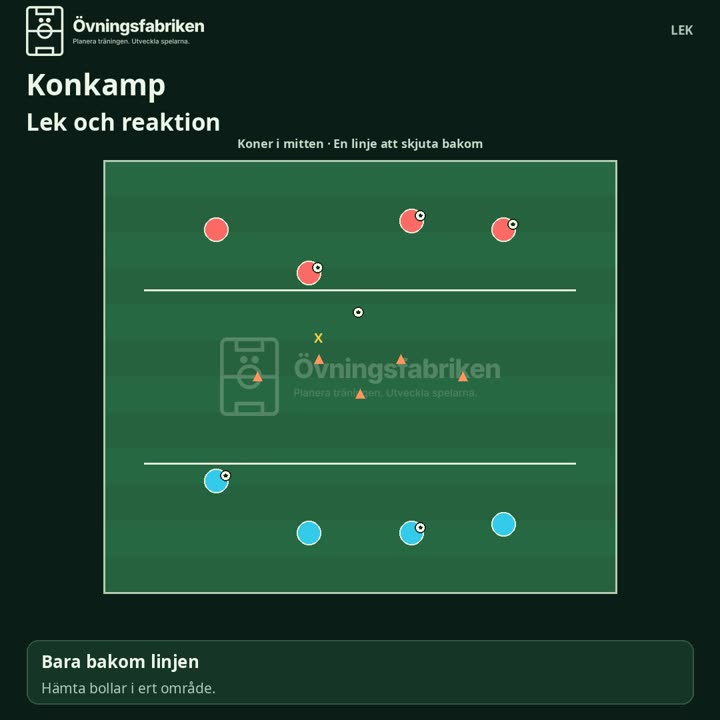 Övningsfabriken
Planera träningen. Utveckla spelarna.
LEK
Konkamp
Lek och reaktion
Koner i mitten · En linje att skjuta bakom
X
Övningsfabriken
Planera träningen. Utveckla spelarna.
Bara bakom linjen
Hämta bollar i ert område.